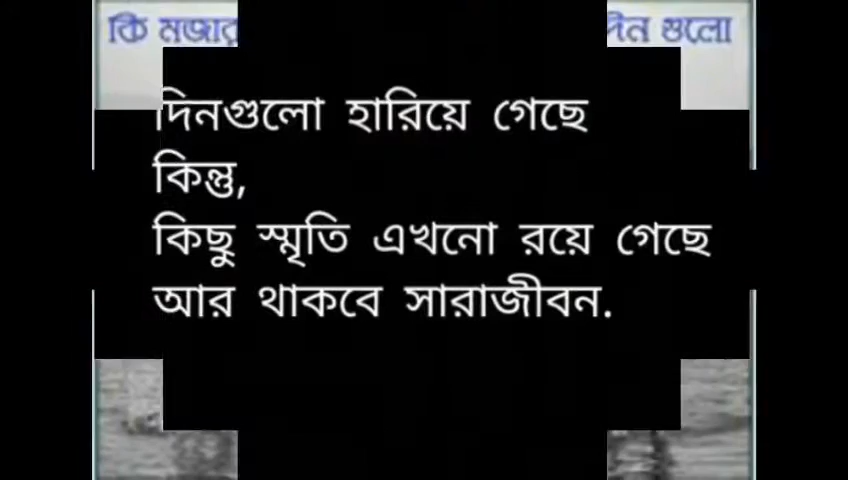 কি মজার
গুলো
দিনগুলো হারিয়ে গেছে
কিন্তু,
কিছু স্মৃতি এখনো রয়ে গেছে
আর থাকবে সারাজীবন.